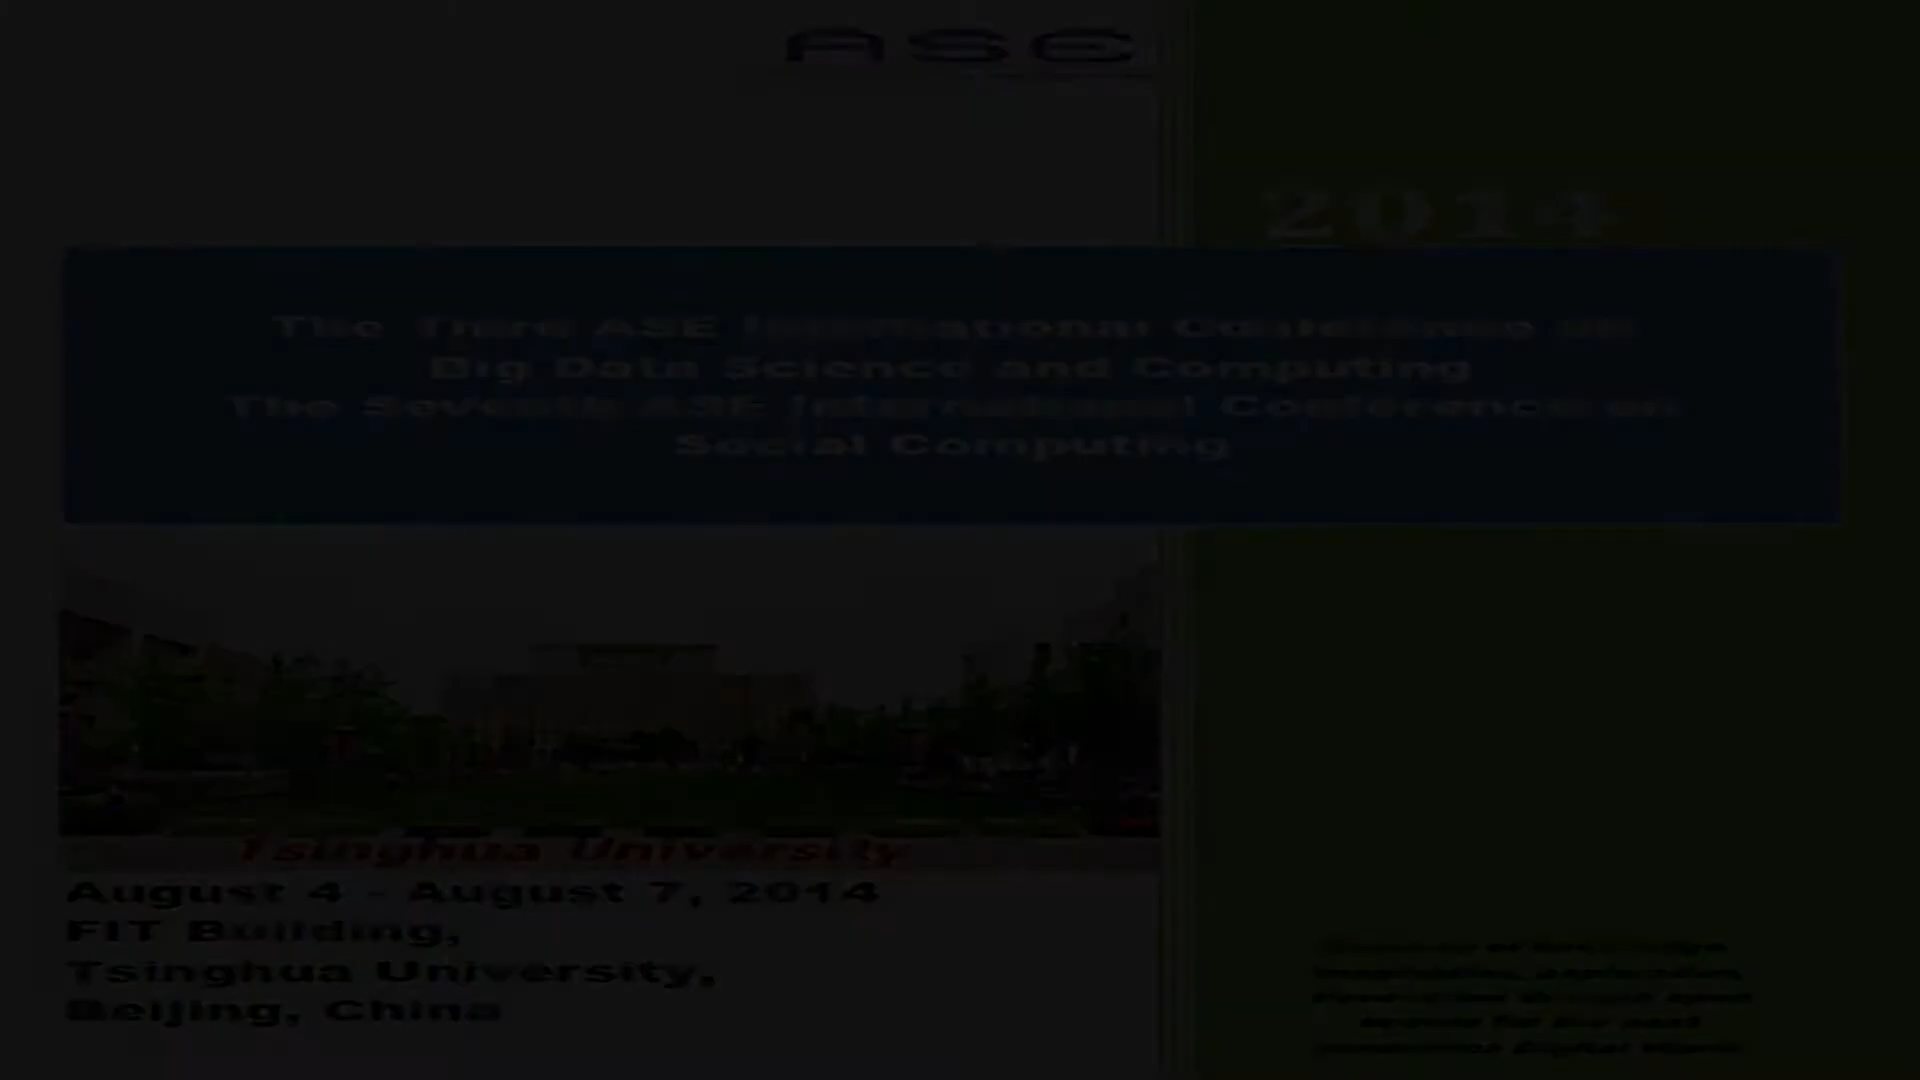 ASE
2014
The Third ASE International Conference on
Big Data Science and Computing
The Seventh ASE International Conference on
Social Computing
Tsinghua University
August 4 - August 7, 2014
FIT Building,
Tsinghua University,
Beijing, China